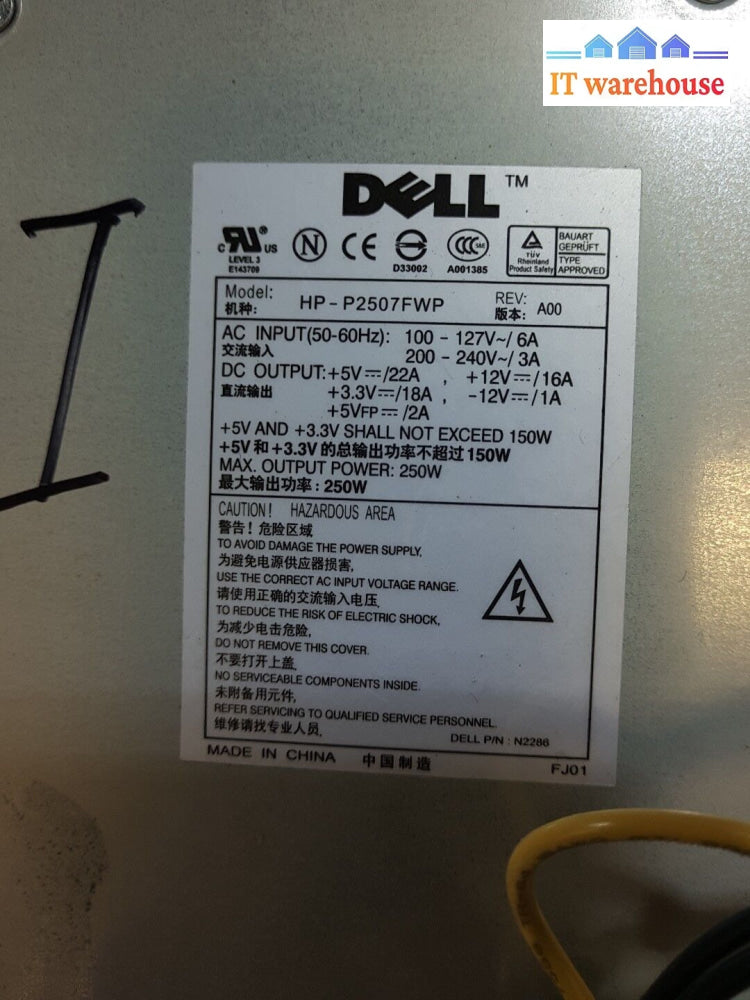 IT warehouse
DELL™
C UL® US
LEVEL 3
E143709
N
CE
D33002
CCC S&E
A001385
TÜV
Rheinland
Product Safety
BAUART
GEPRÜFT
TYPE
APPROVED
Model: HP-P2507FWP REV: A00
机种: 版本:
AC INPUT(50-60Hz): 100 - 127V~/ 6A
交流输入 200 - 240V~/ 3A
DC OUTPUT: +5V⎓/22A , +12V⎓/16A
直流输出 +3.3V⎓/18A , -12V⎓/1A
+5VFP⎓/2A
+5V AND +3.3V SHALL NOT EXCEED 150W
+5V 和 +3.3V 的总输出功率不超过150W
MAX. OUTPUT POWER: 250W
最大输出功率: 250W
CAUTION! HAZARDOUS AREA
警告! 危险区域
TO AVOID DAMAGE THE POWER SUPPLY,
为避免电源供应器损害,
USE THE CORRECT AC INPUT VOLTAGE RANGE.
请使用正确的交流输入电压.
TO REDUCE THE RISK OF ELECTRIC SHOCK,
为减少电击危险,
DO NOT REMOVE THIS COVER.
不要打开上盖.
NO SERVICEABLE COMPONENTS INSIDE.
未附备用元件,
REFER SERVICING TO QUALIFIED SERVICE PERSONNEL.
维修请找专业人员.
DELL P/N : N2286
MADE IN CHINA 中国制造 FJ01